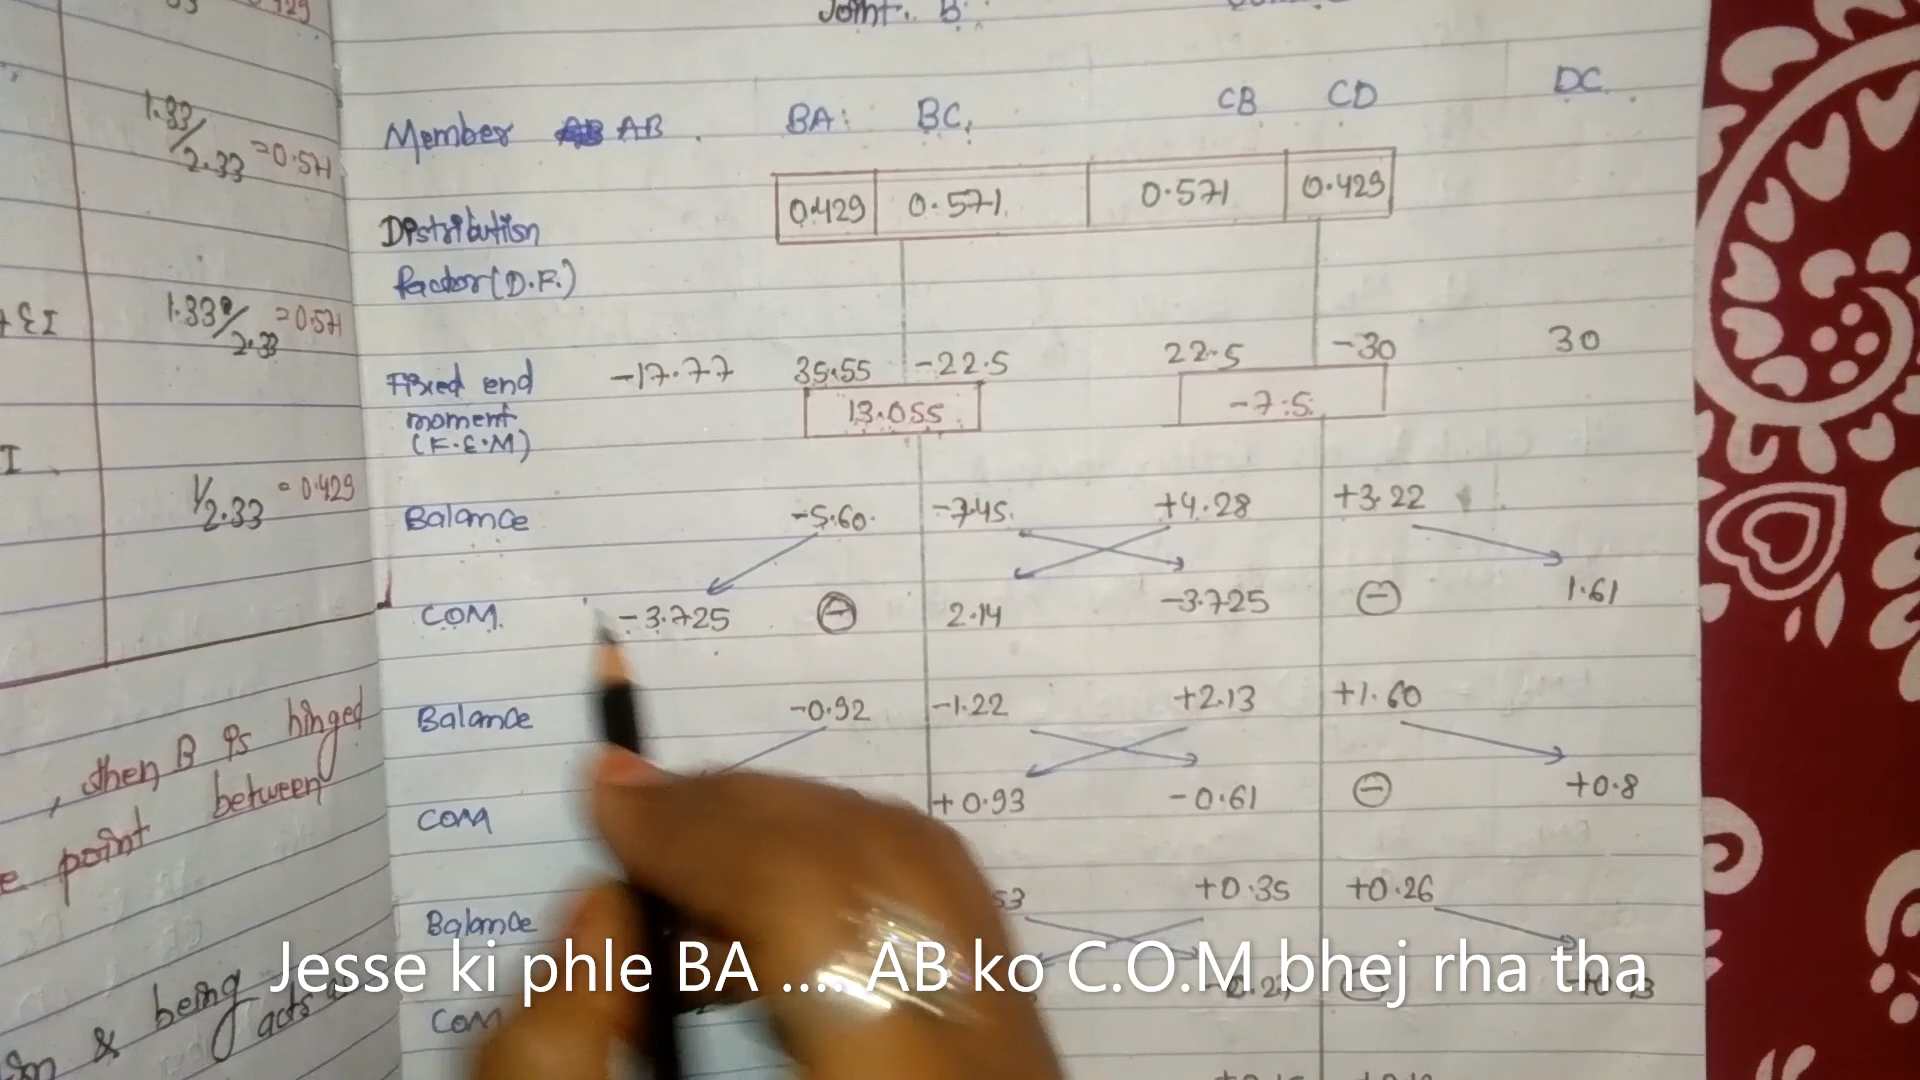 Joint. B.
0.429
Member AB BA: BC, CB CD DC
1.33/2.33 =0.571
0.429 0.571 0.571 0.429
Distribution
factor (D.F.)
+ EI 1.33/2.33 =0.571
Fixed end -17.77 35.55 -22.5 22.5 -30 30
moment 13.055 -7.5
(F.E.M)
I
1/2.33 = 0.429
Balance -5.60 -7.45 +4.28 +3.22
COM. -3.725 - 2.14 -3.725 - 1.61
Balance -0.92 -1.22 +2.13 +1.60
, then B is hinged
point between
COM +0.93 -0.61 - +0.8
Balance +0.35 +0.26
Jesse ki phle BA .... AB ko C.O.M bhej rha tha
& being
acts
COM